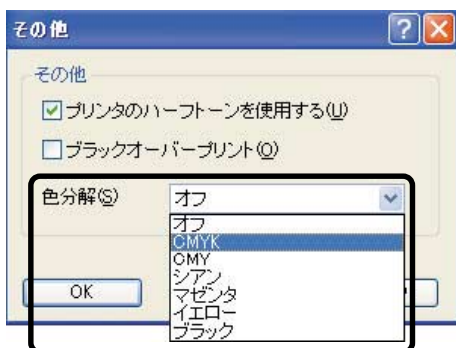 その他
その他
プリンタのハーフトーンを使用する(U)
ブラックオーバープリント(O)
色分解(S) オフ
オフ
CMYK
CMY
シアン
OK マゼンタ
イエロー
ブラック